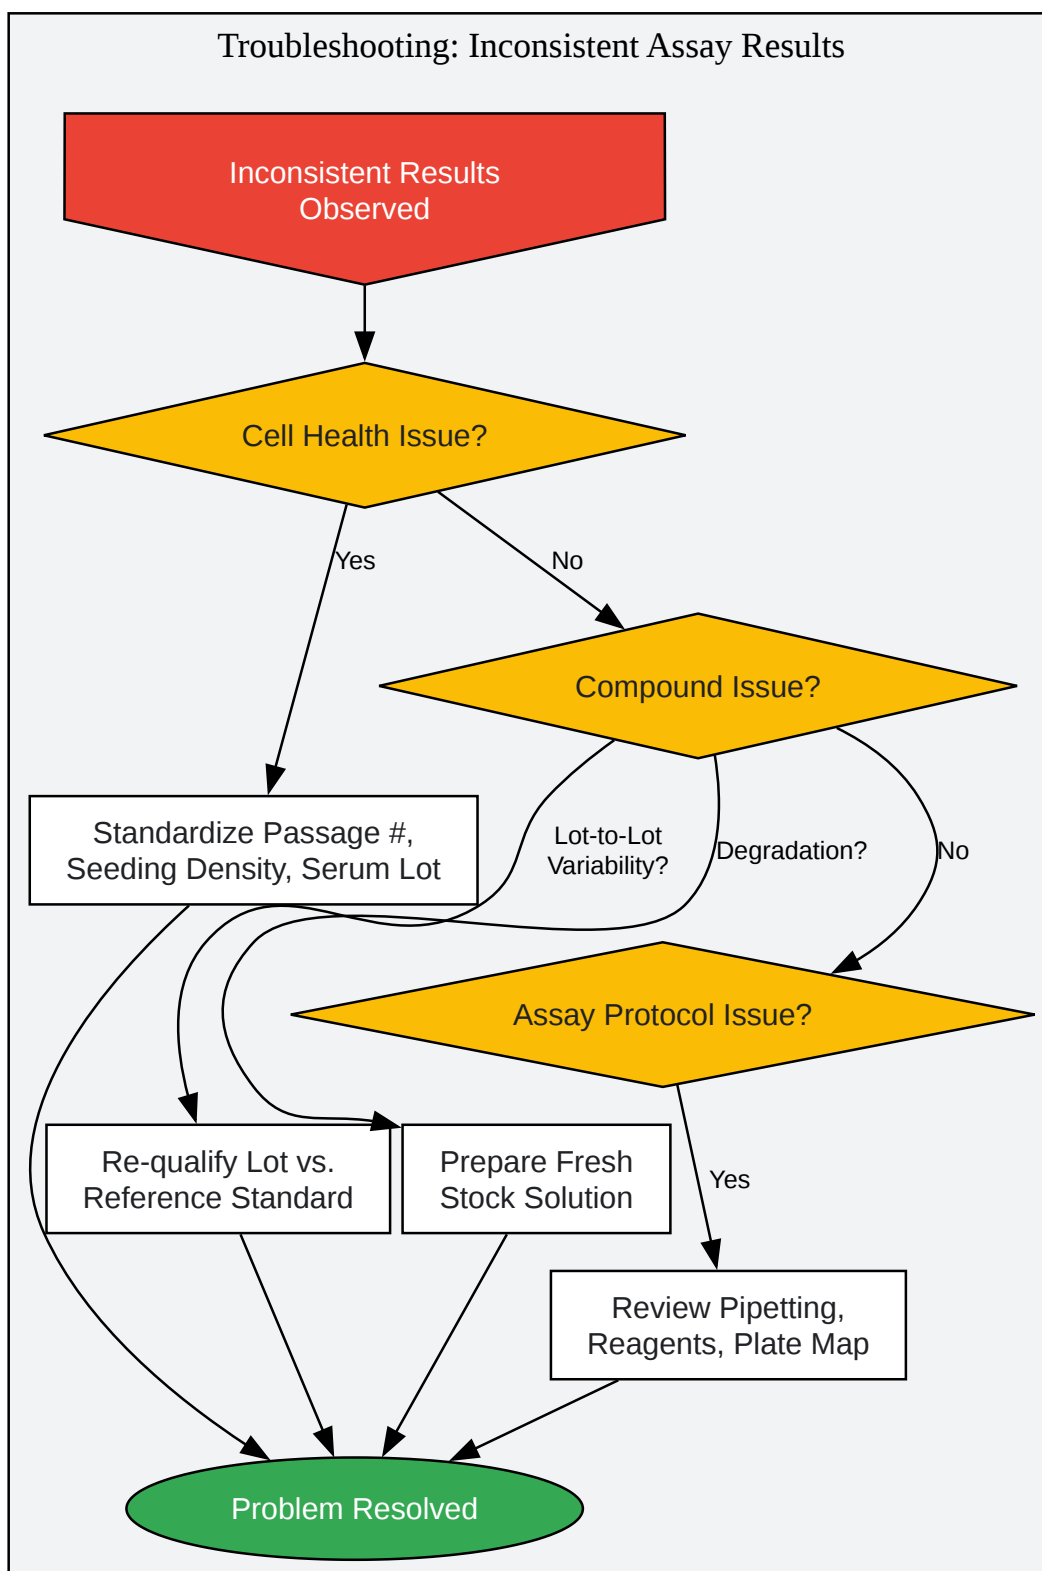 Troubleshooting: Inconsistent Assay Results
Inconsistent Results
Observed
Cell Health Issue?
Yes
No
Compound Issue?
Standardize Passage #,
Seeding Density, Serum Lot
Lot-to-Lot
Variability?
Degradation?
No
Assay Protocol Issue?
Re-qualify Lot vs.
Reference Standard
Prepare Fresh
Stock Solution
Yes
Review Pipetting,
Reagents, Plate Map
Problem Resolved